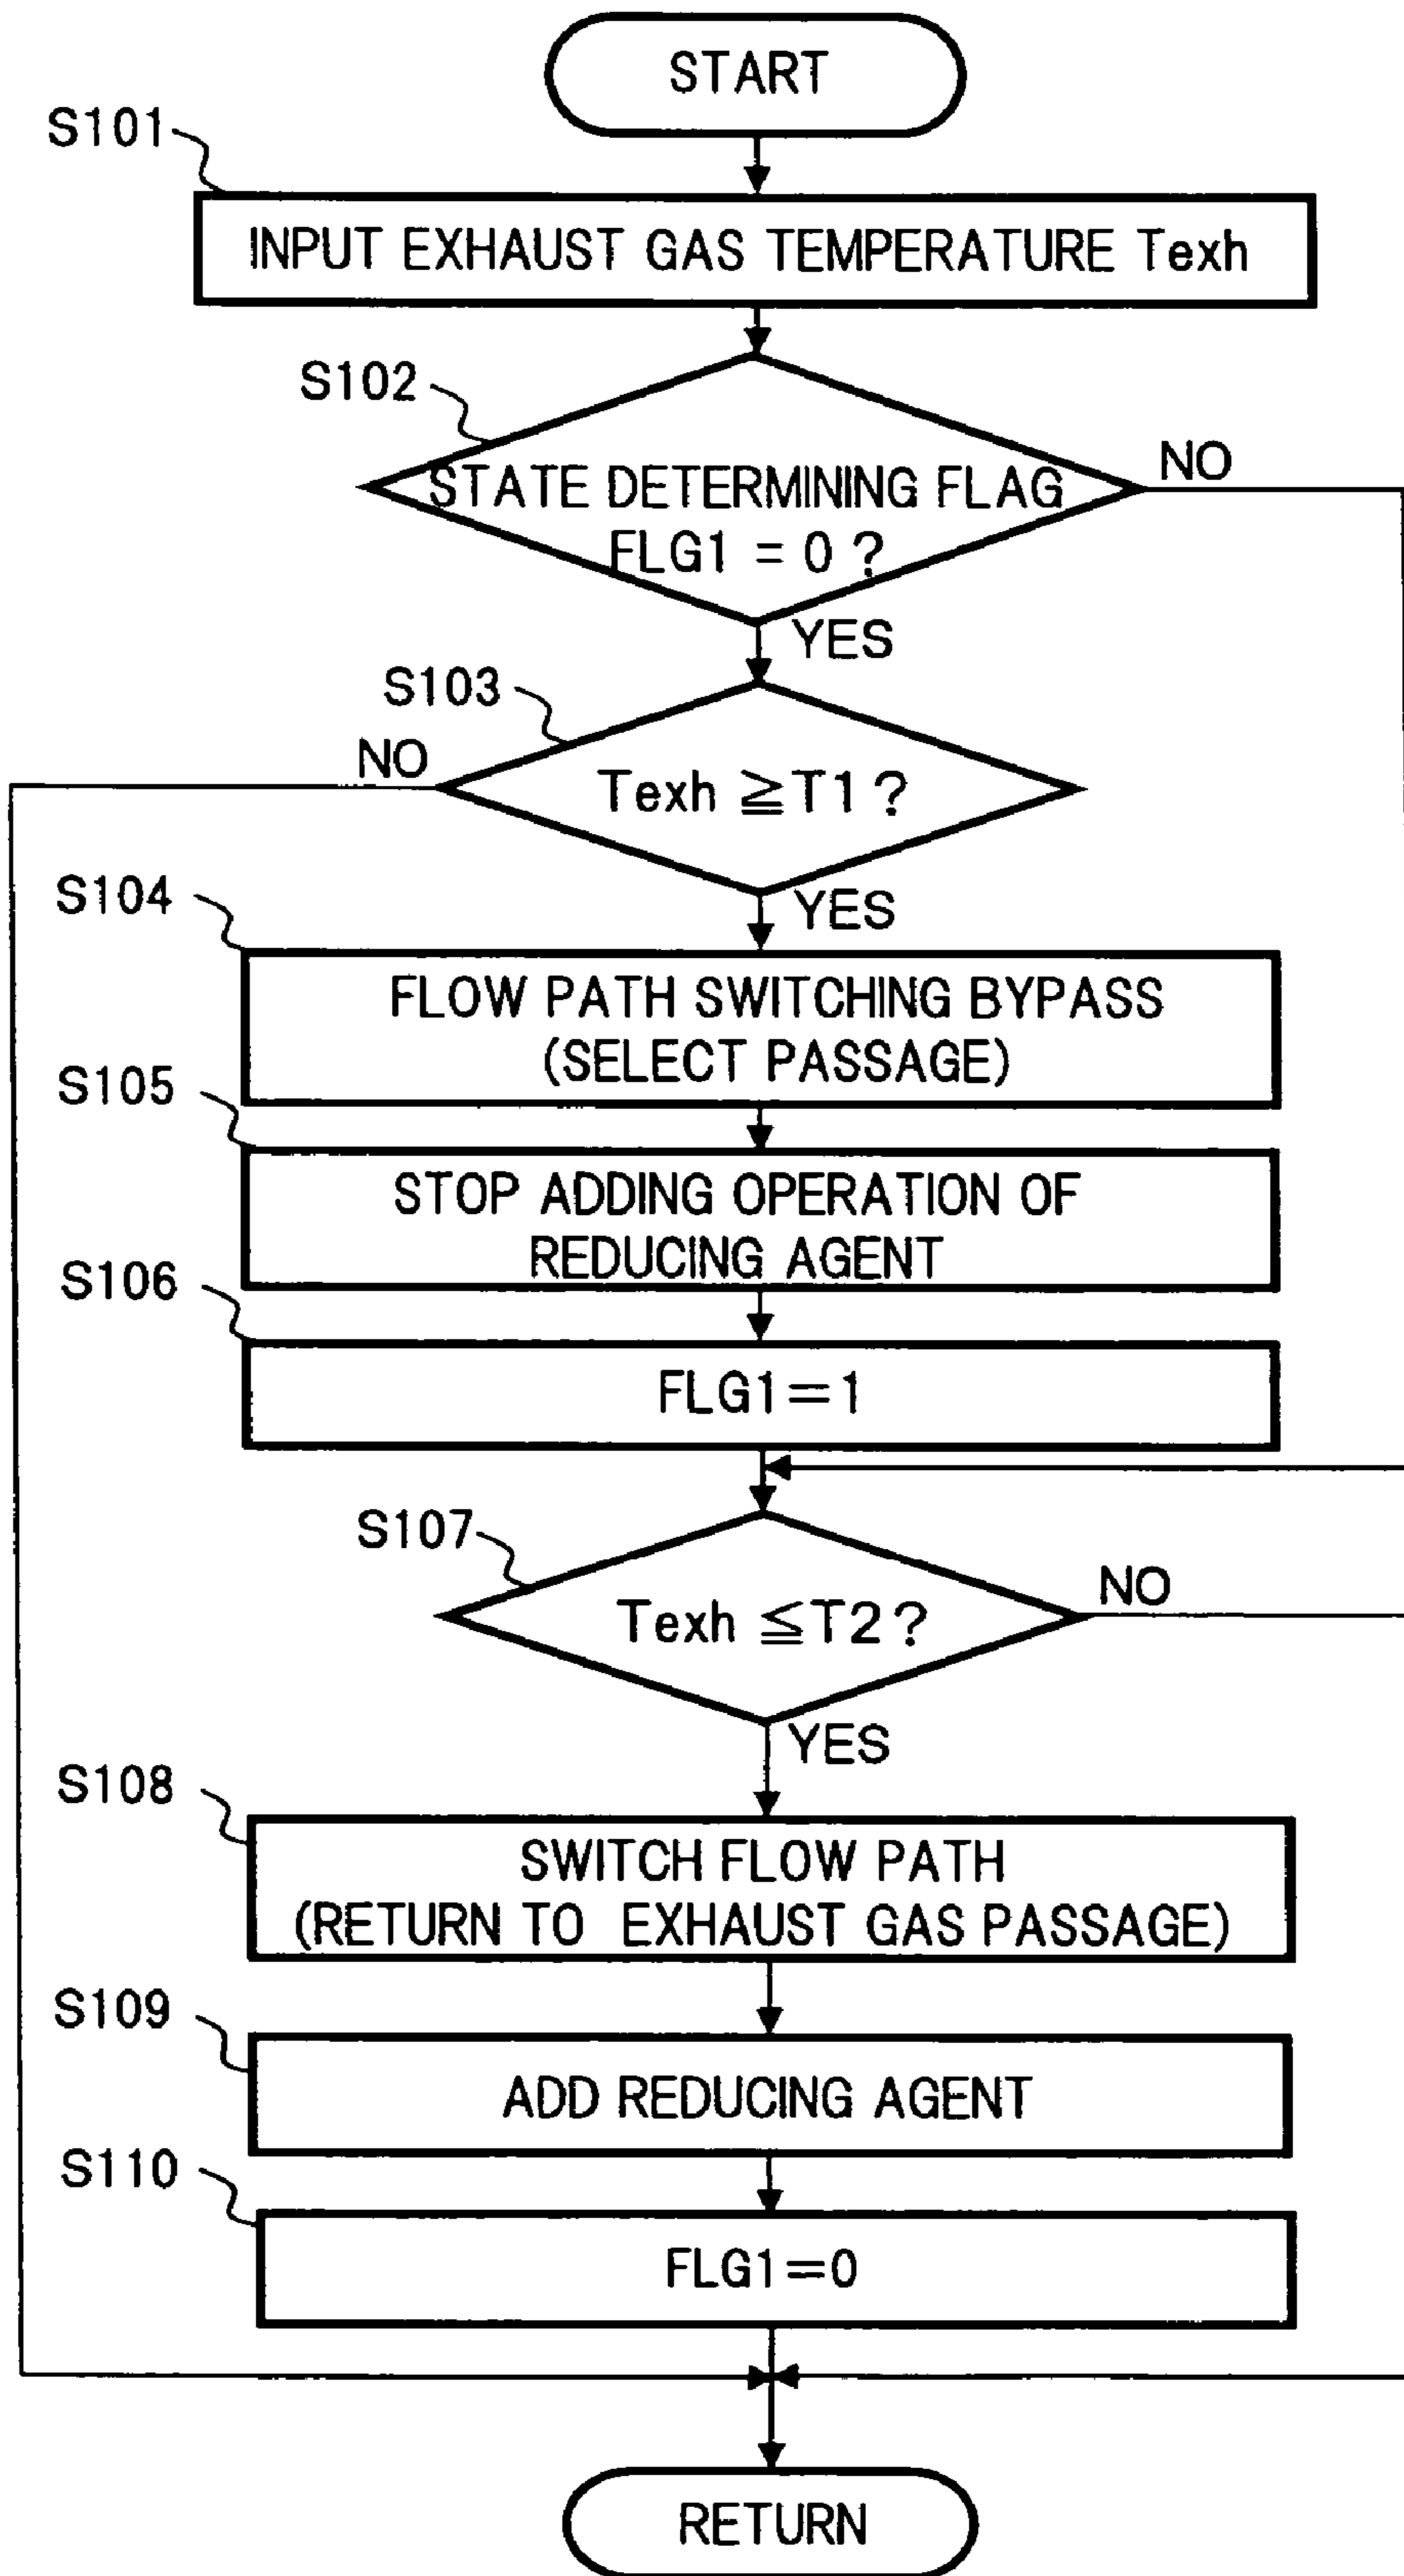 START
S101
INPUT EXHAUST GAS TEMPERATURE Texh
S102
STATE DETERMINING FLAG
FLG1 = 0 ?
NO
YES
S103
NO
Texh ≧T1 ?
YES
S104
FLOW PATH SWITCHING BYPASS
(SELECT PASSAGE)
S105
STOP ADDING OPERATION OF
REDUCING AGENT
S106
FLG1=1
S107
Texh ≦T2 ?
NO
YES
S108
SWITCH FLOW PATH
(RETURN TO EXHAUST GAS PASSAGE)
S109
ADD REDUCING AGENT
S110
FLG1=0
RETURN